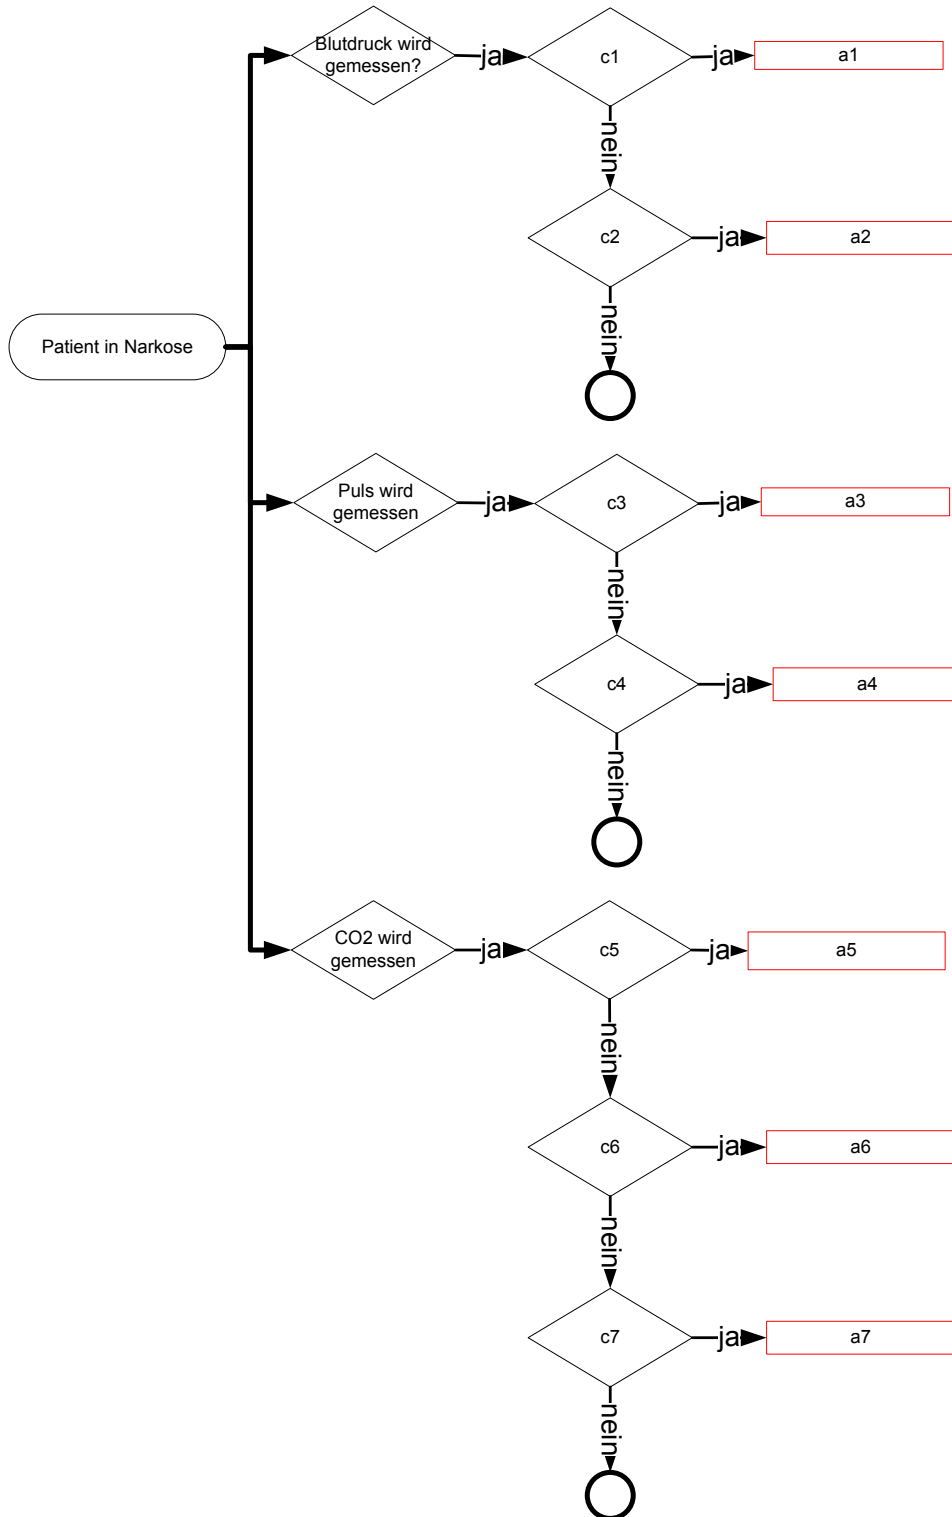 Blutdruck wird
gemessen?
ja
c1
ja
a1
nein
c2
ja
a2
nein
Patient in Narkose
Puls wird
gemessen
ja
c3
ja
a3
nein
c4
ja
a4
nein
CO2 wird
gemessen
ja
c5
ja
a5
nein
c6
ja
a6
nein
c7
ja
a7
nein